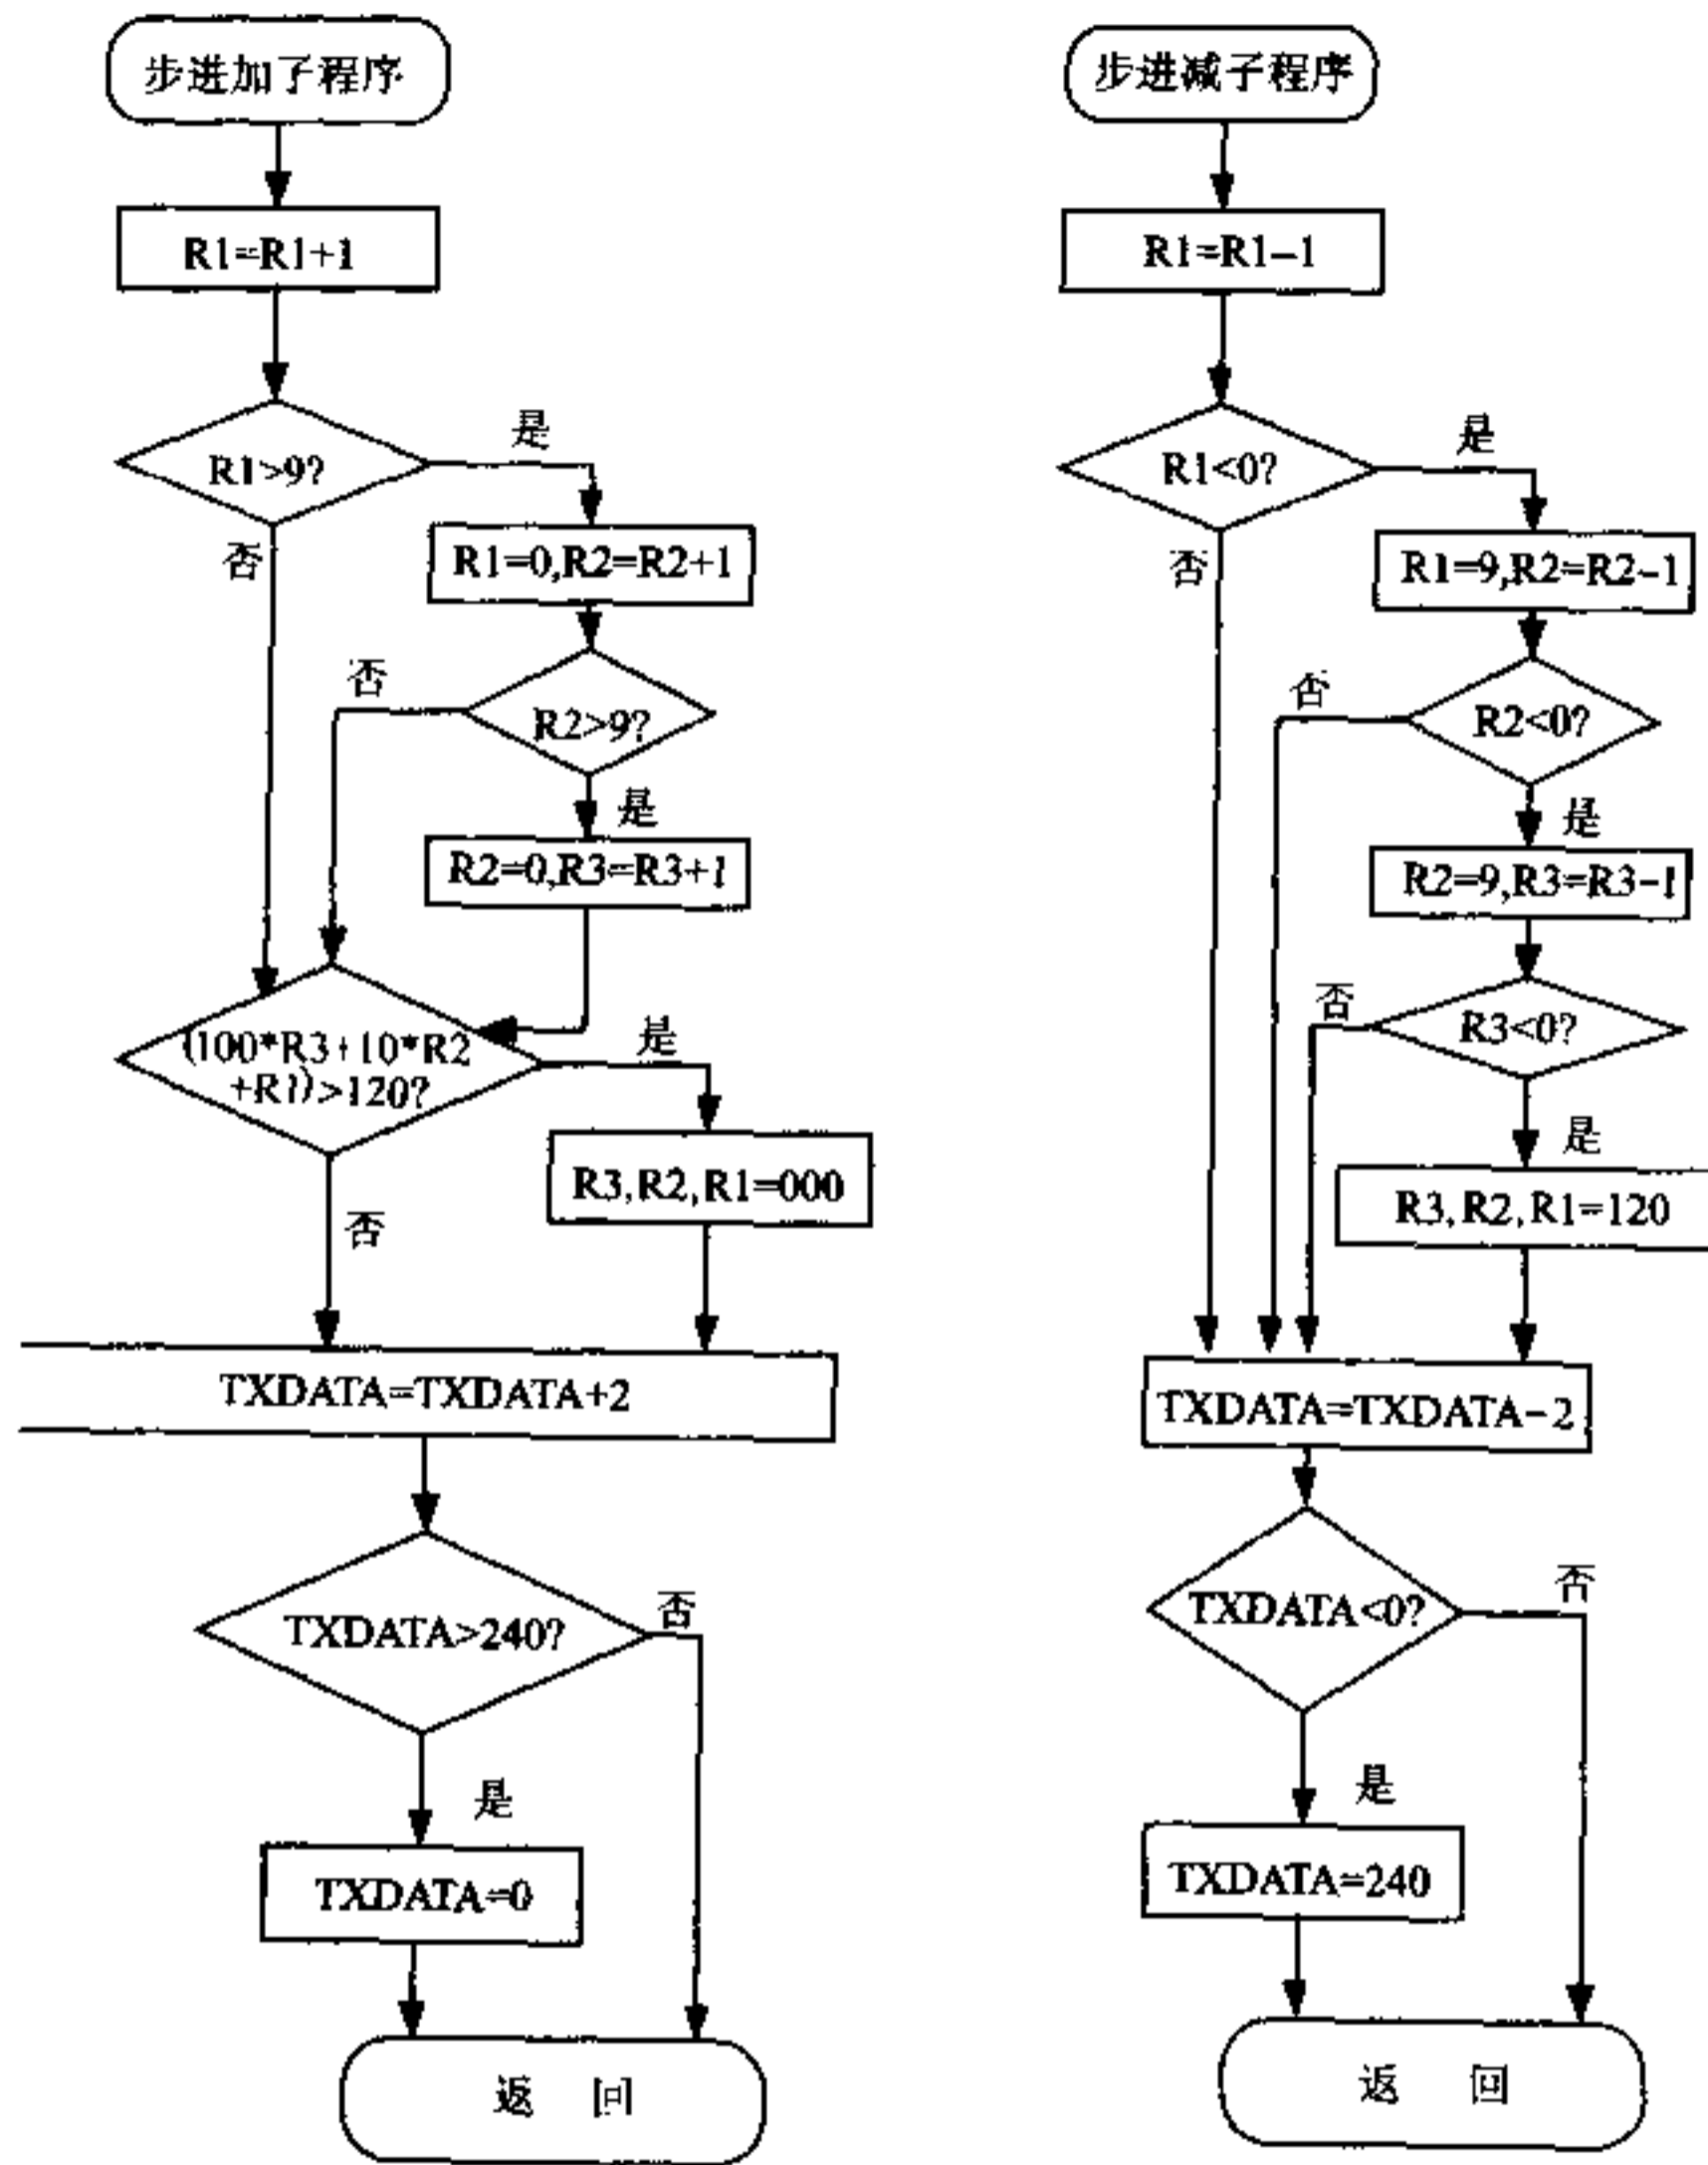 步进加子程序
R1=R1+1
R1>9?
是
否
R1=0,R2=R2+1
R2>9?
否
是
R2=0,R3=R3+1
(100*R3+10*R2
+R1)>120?
是
R3,R2,R1=000
否
TXDATA=TXDATA+2
TXDATA>240?
否
是
TXDATA=0
返 回
步进减子程序
R1=R1-1
R1<0?
是
否
R1=9,R2=R2-1
R2<0?
否
是
R2=9,R3=R3-1
R3<0?
否
是
R3,R2,R1=120
TXDATA=TXDATA-2
TXDATA<0?
否
是
TXDATA=240
返 回